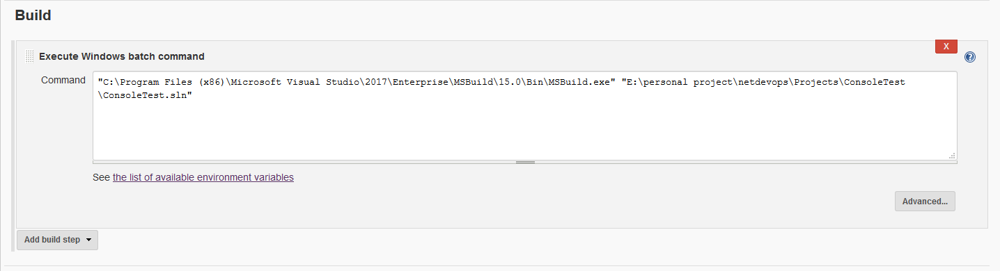 Build
Execute Windows batch command
X
?
Command
"C:\Program Files (x86)\Microsoft Visual Studio\2017\Enterprise\MSBuild\15.0\Bin\MSBuild.exe" "E:\personal project\netdevops\Projects\ConsoleTest
\ConsoleTest.sln"
See the list of available environment variables
Advanced...
Add build step